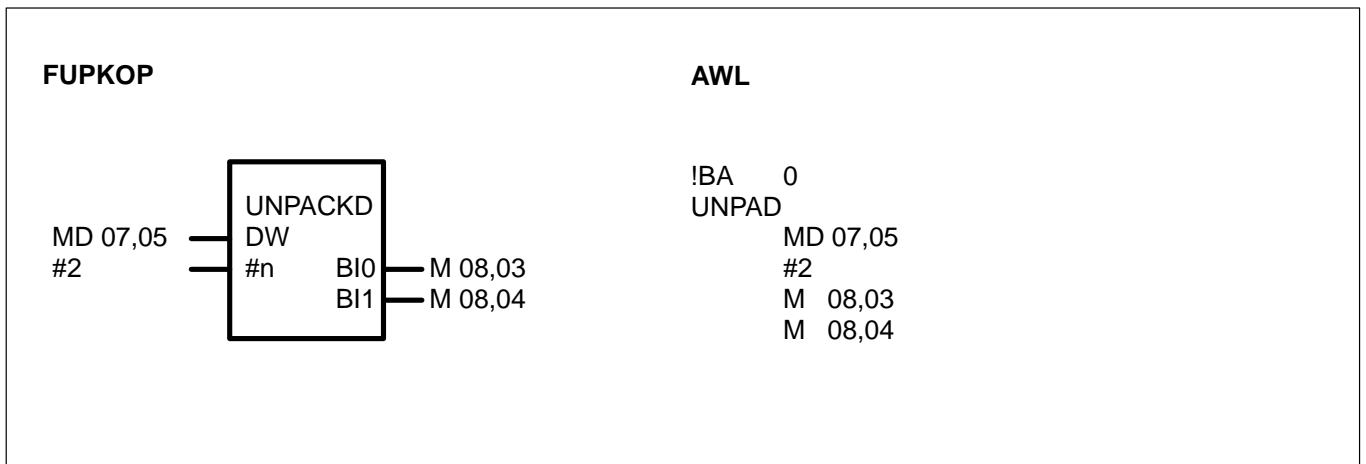 FUPKOP
UNPACKD
MD 07,05 DW
#2 #n BI0 M 08,03
BI1 M 08,04
AWL
!BA 0
UNPAD
MD 07,05
#2
M 08,03
M 08,04